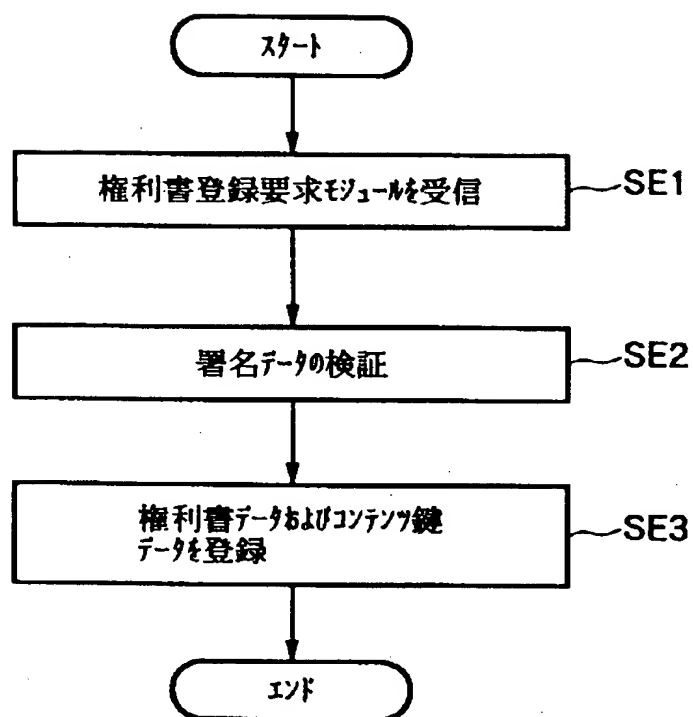 スタート
権利書登録要求モジュールを受信
SE1
署名データの検証
SE2
権利書データおよびコンテンツ鍵
データを登録
SE3
エンド